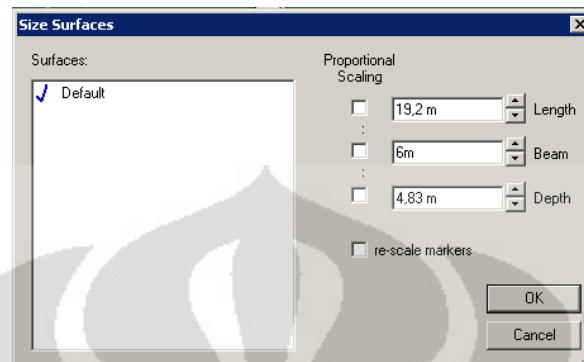 Size Surfaces
Surfaces:
Default
Proportional
Scaling
19,2 m Length
:
6m Beam
:
4,83 m Depth
re-scale markers
OK
Cancel